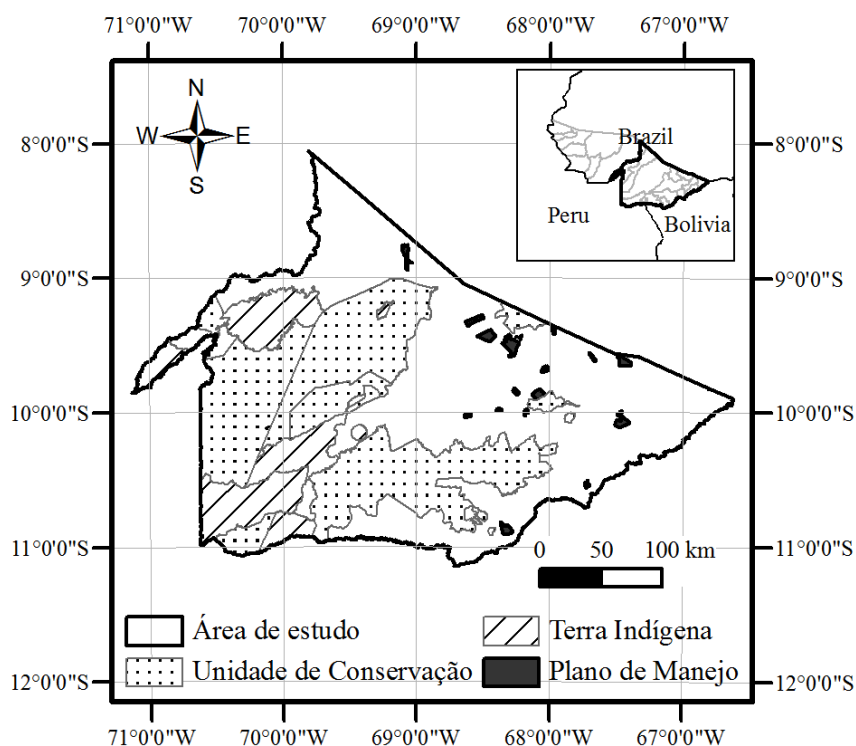 71°0'0"W 70°0'0"W 69°0'0"W 68°0'0"W 67°0'0"W
N
W E
S
8°0'0"S 8°0'0"S
Brazil
Peru
Bolivia
9°0'0"S 9°0'0"S
10°0'0"S 10°0'0"S
11°0'0"S 11°0'0"S
0 50 100 km
Área de estudo
Terra Indígena
Unidade de Conservação
Plano de Manejo
12°0'0"S 12°0'0"S
71°0'0"W 70°0'0"W 69°0'0"W 68°0'0"W 67°0'0"W